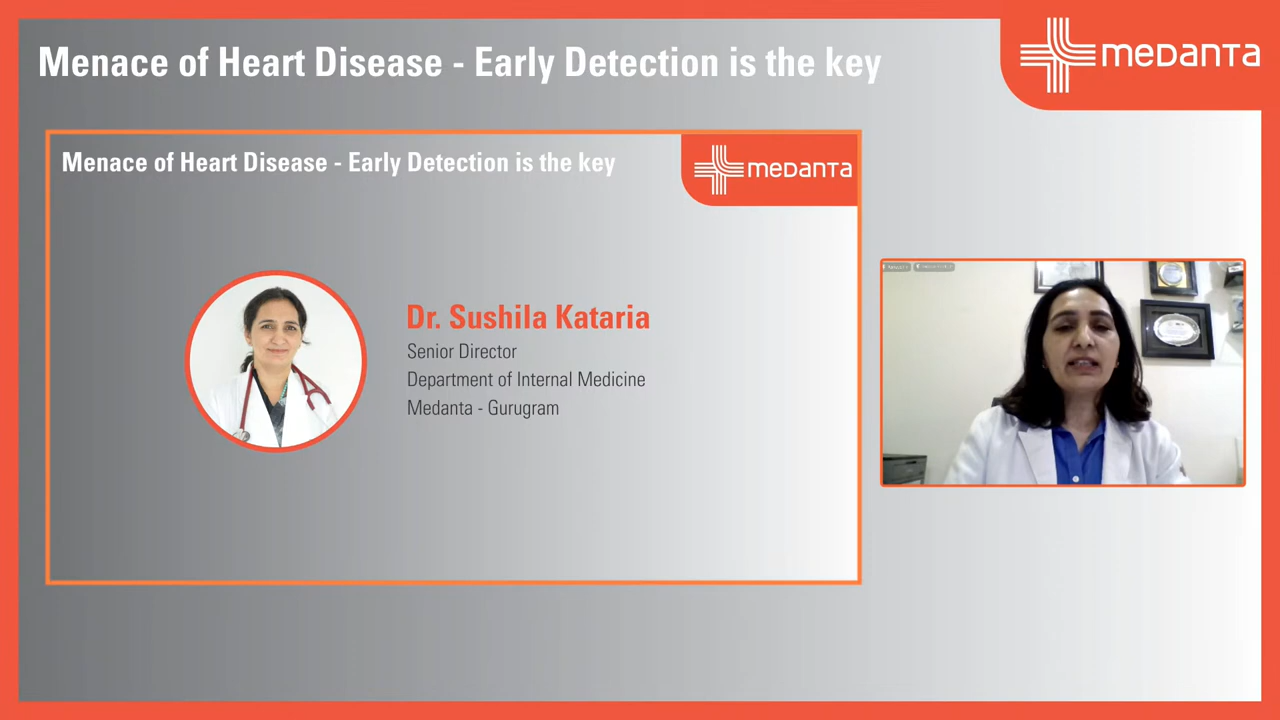 Menace of Heart Disease - Early Detection is the key
MEDANTA
Menace of Heart Disease - Early Detection is the key
MEDANTA
Dr. Sushila Kataria
Senior Director
Department of Internal Medicine
Medanta - Gurugram